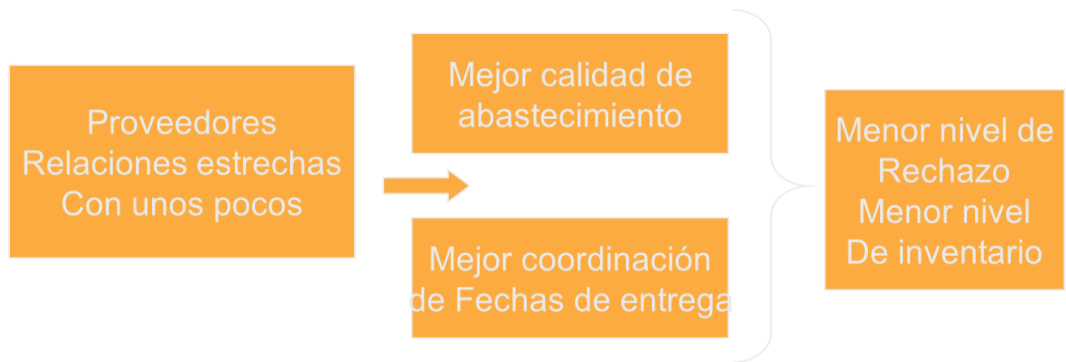 Proveedores
Relaciones estrechas
Con unos pocos
Mejor calidad de
abastecimiento
Mejor coordinación
de Fechas de entrega
Menor nivel de
Rechazo
Menor nivel
De inventario